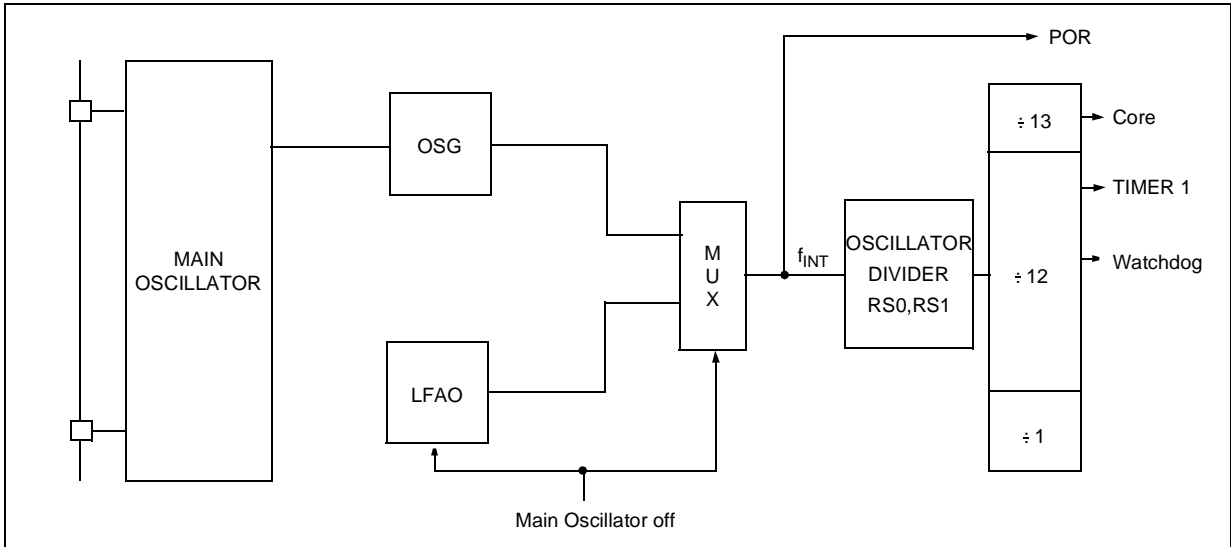 POR
÷ 13
Core
OSG
TIMER 1
MAIN
OSCILLATOR
M
U
X
f_INT
OSCILLATOR
DIVIDER
RS0,RS1
÷ 12
Watchdog
LFAO
÷ 1
Main Oscillator off